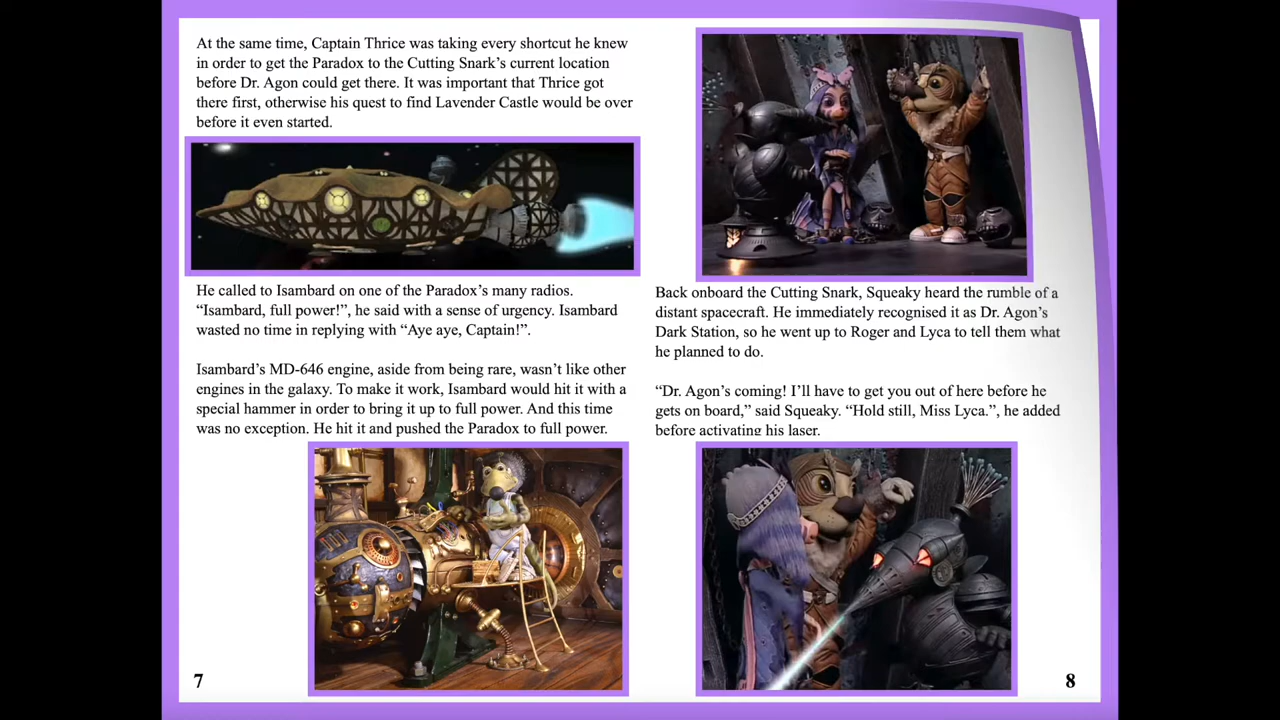 At the same time, Captain Thrice was taking every shortcut he knew
in order to get the Paradox to the Cutting Snark’s current location
before Dr. Agon could get there. It was important that Thrice got
there first, otherwise his quest to find Lavender Castle would be over
before it even started.
He called to Isambard on one of the Paradox’s many radios.
“Isambard, full power!”, he said with a sense of urgency. Isambard
wasted no time in replying with “Aye aye, Captain!”.
Isambard’s MD-646 engine, aside from being rare, wasn’t like other
engines in the galaxy. To make it work, Isambard would hit it with a
special hammer in order to bring it up to full power. And this time
was no exception. He hit it and pushed the Paradox to full power.
7
Back onboard the Cutting Snark, Squeaky heard the rumble of a
distant spacecraft. He immediately recognised it as Dr. Agon’s
Dark Station, so he went up to Roger and Lyca to tell them what
he planned to do.
“Dr. Agon’s coming! I’ll have to get you out of here before he
gets on board,” said Squeaky. “Hold still, Miss Lyca.”, he added
before activating his laser.
8